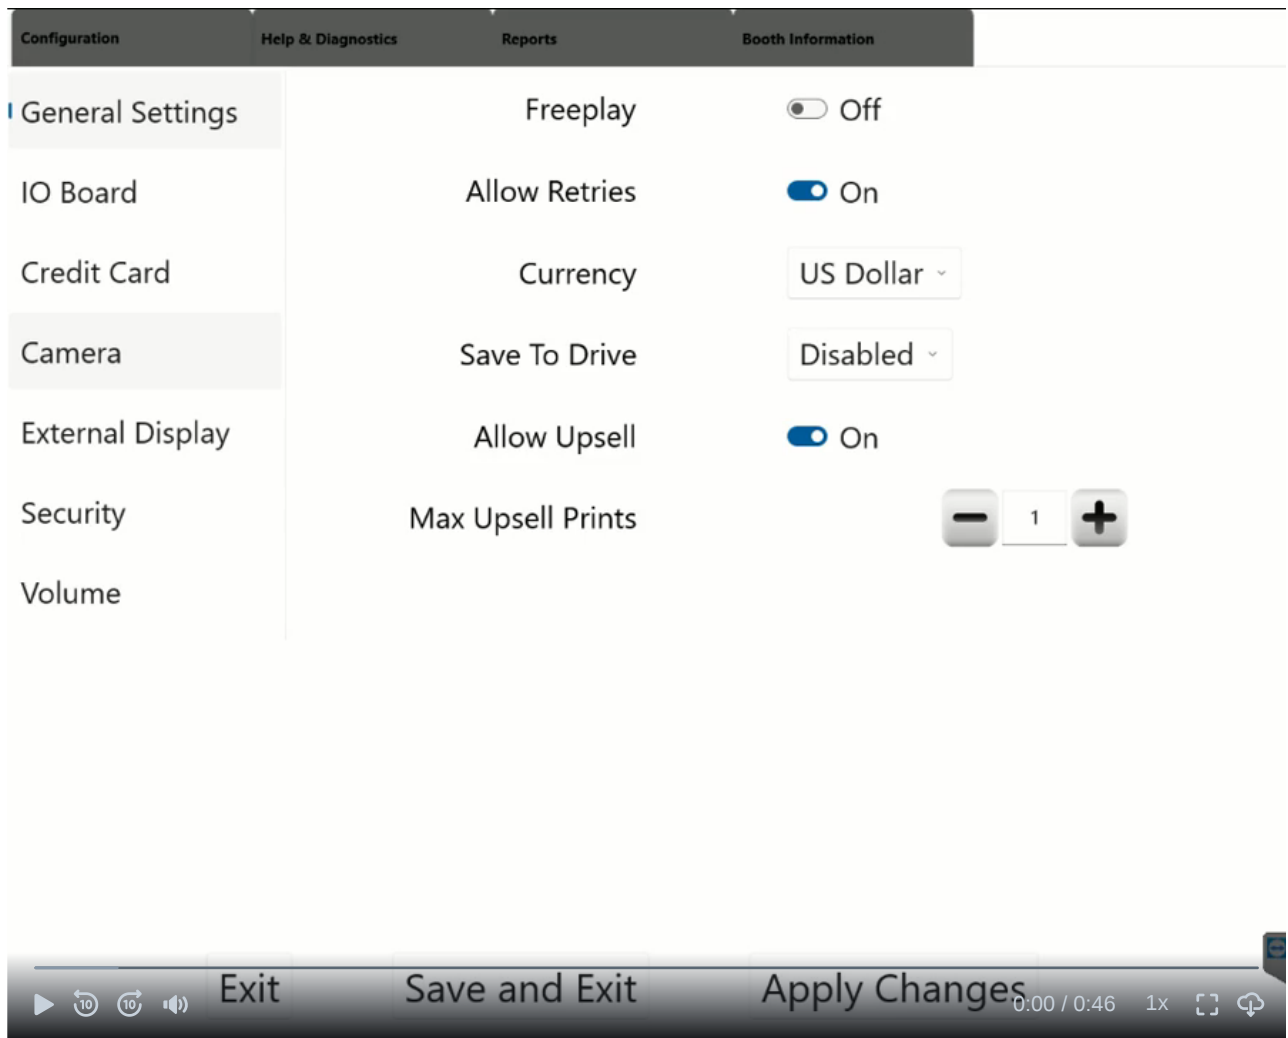 Configuration Help & Diagnostics Reports Booth Information
General Settings
IO Board
Credit Card
Camera
External Display
Security
Volume
Freeplay Off
Allow Retries On
Currency US Dollar
Save To Drive Disabled
Allow Upsell On
Max Upsell Prints 1
Exit Save and Exit Apply Changes
10 10 0:00 / 0:46 1x